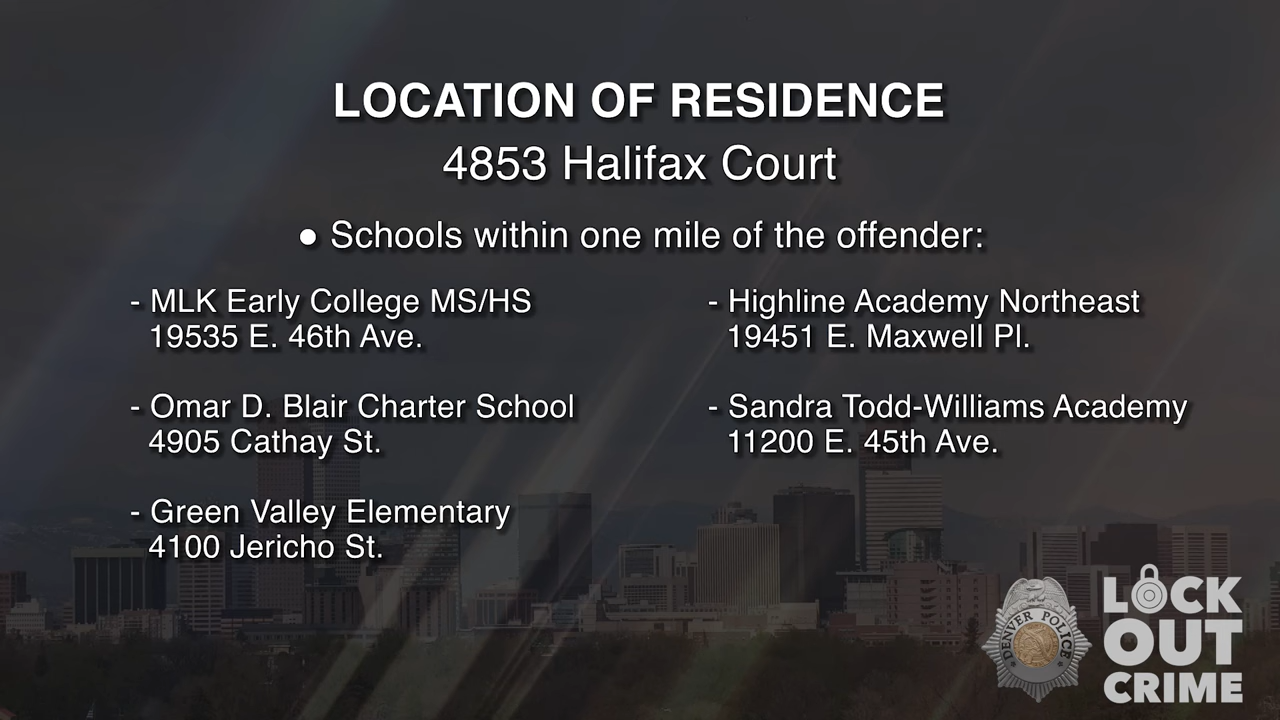 LOCATION OF RESIDENCE
4853 Halifax Court
● Schools within one mile of the offender:
- MLK Early College MS/HS
19535 E. 46th Ave.
- Omar D. Blair Charter School
4905 Cathay St.
- Green Valley Elementary
4100 Jericho St.
- Highline Academy Northeast
19451 E. Maxwell Pl.
- Sandra Todd-Williams Academy
11200 E. 45th Ave.
DENVER POLICE
LOCK
OUT
CRIME